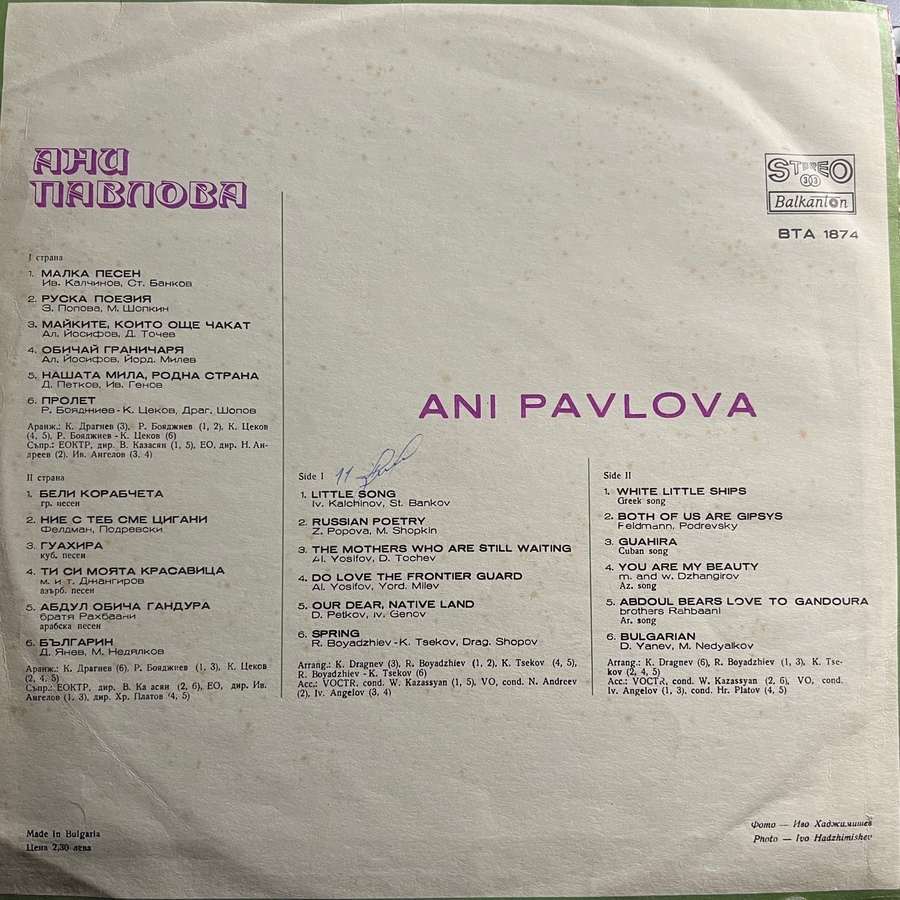 АНИ
ПАВЛОВА
STEREO
303
Balkanton
ВТА 1874
I страна
1. МАЛКА ПЕСЕН
Ив. Калчинов, Ст. Банков
2. РУСКА ПОЕЗИЯ
З. Попова, М. Шопкин
3. МАЙКИТЕ, КОИТО ОЩЕ ЧАКАТ
Ал. Йосифов, Д. Точев
4. ОБИЧАЙ ГРАНИЧАРЯ
Ал. Йосифов, Йорд. Милев
5. НАШАТА МИЛА, РОДНА СТРАНА
Д. Петков, Ив. Генов
6. ПРОЛЕТ
Р. Бояджиев - К. Цеков, Драг. Шопов
Аранж.: К. Драгнев (3), Р. Бояджиев (1, 2), К. Цеков
(4, 5), Р. Бояджиев - К. Цеков (6)
Съпр.: ЕОКТР, дир. В. Казасян (1, 5), ЕО, дир. Н. Ан-
дреев (2), Ив. Ангелов (3, 4)
II страна
1. БЕЛИ КОРАБЧЕТА
гр. песен
2. НИЕ С ТЕБ СМЕ ЦИГАНИ
Фелдман, Подревски
3. ГУАХИРА
куб. песен
4. ТИ СИ МОЯТА КРАСАВИЦА
м. и т. Джангиров
азърб. песен
5. АБДУЛ ОБИЧА ГАНДУРА
братя Рахбаани
арабска песен
6. БЪЛГАРИН
Д. Янев, М. Недялков
Аранж.: К. Драгнев (6), Р. Бояджиев (1, 3), К. Цеков
(2, 4, 5)
Съпр.: ЕОКТР, дир. В. Ка асян (2, 6), ЕО, дир. Ив.
Ангелов (1, 3), дир. Хр. Платов (4, 5)
ANI PAVLOVA
Side I
1. LITTLE SONG
Iv. Kalchinov, St. Bankov
2. RUSSIAN POETRY
Z. Popova, M. Shopkin
3. THE MOTHERS WHO ARE STILL WAITING
Al. Yosifov, D. Tochev
4. DO LOVE THE FRONTIER GUARD
Al. Yosifov, Yord. Milev
5. OUR DEAR, NATIVE LAND
D. Petkov, Iv. Genov
6. SPRING
R. Boyadzhiev - K. Tsekov, Drag. Shopov
Arrang.: K. Dragnev (3), R. Boyadzhiev (1, 2), K. Tsekov (4, 5),
R. Boyadzhiev - K. Tsekov (6)
Acc.: VOCTR, cond. W. Kazassyan (1, 5), VO, cond. N. Andreev
(2), Iv. Angelov (3, 4)
Side II
1. WHITE LITTLE SHIPS
Greek song
2. BOTH OF US ARE GIPSYS
Feldmann, Podrevsky
3. GUAHIRA
Cuban song
4. YOU ARE MY BEAUTY
m. and w. Dzhangirov
Az. song
5. ABDOUL BEARS LOVE TO GANDOURA
brothers Rahbaani
Ar. song
6. BULGARIAN
D. Yanev, M. Nedyalkov
Arrang.: K. Dragnev (6), R. Boyadzhiev (1, 3), K. Tse-
kov (2, 4, 5)
Acc.: VOCTR, cond. W. Kazassyan (2, 6), VO, cond.
Iv. Angelov (1, 3), cond. Hr. Platov (4, 5)
Made in Bulgaria
Цена 2,30 лева
Фото — Иво Хаджимишев
Photo — Ivo Hadzhimishev